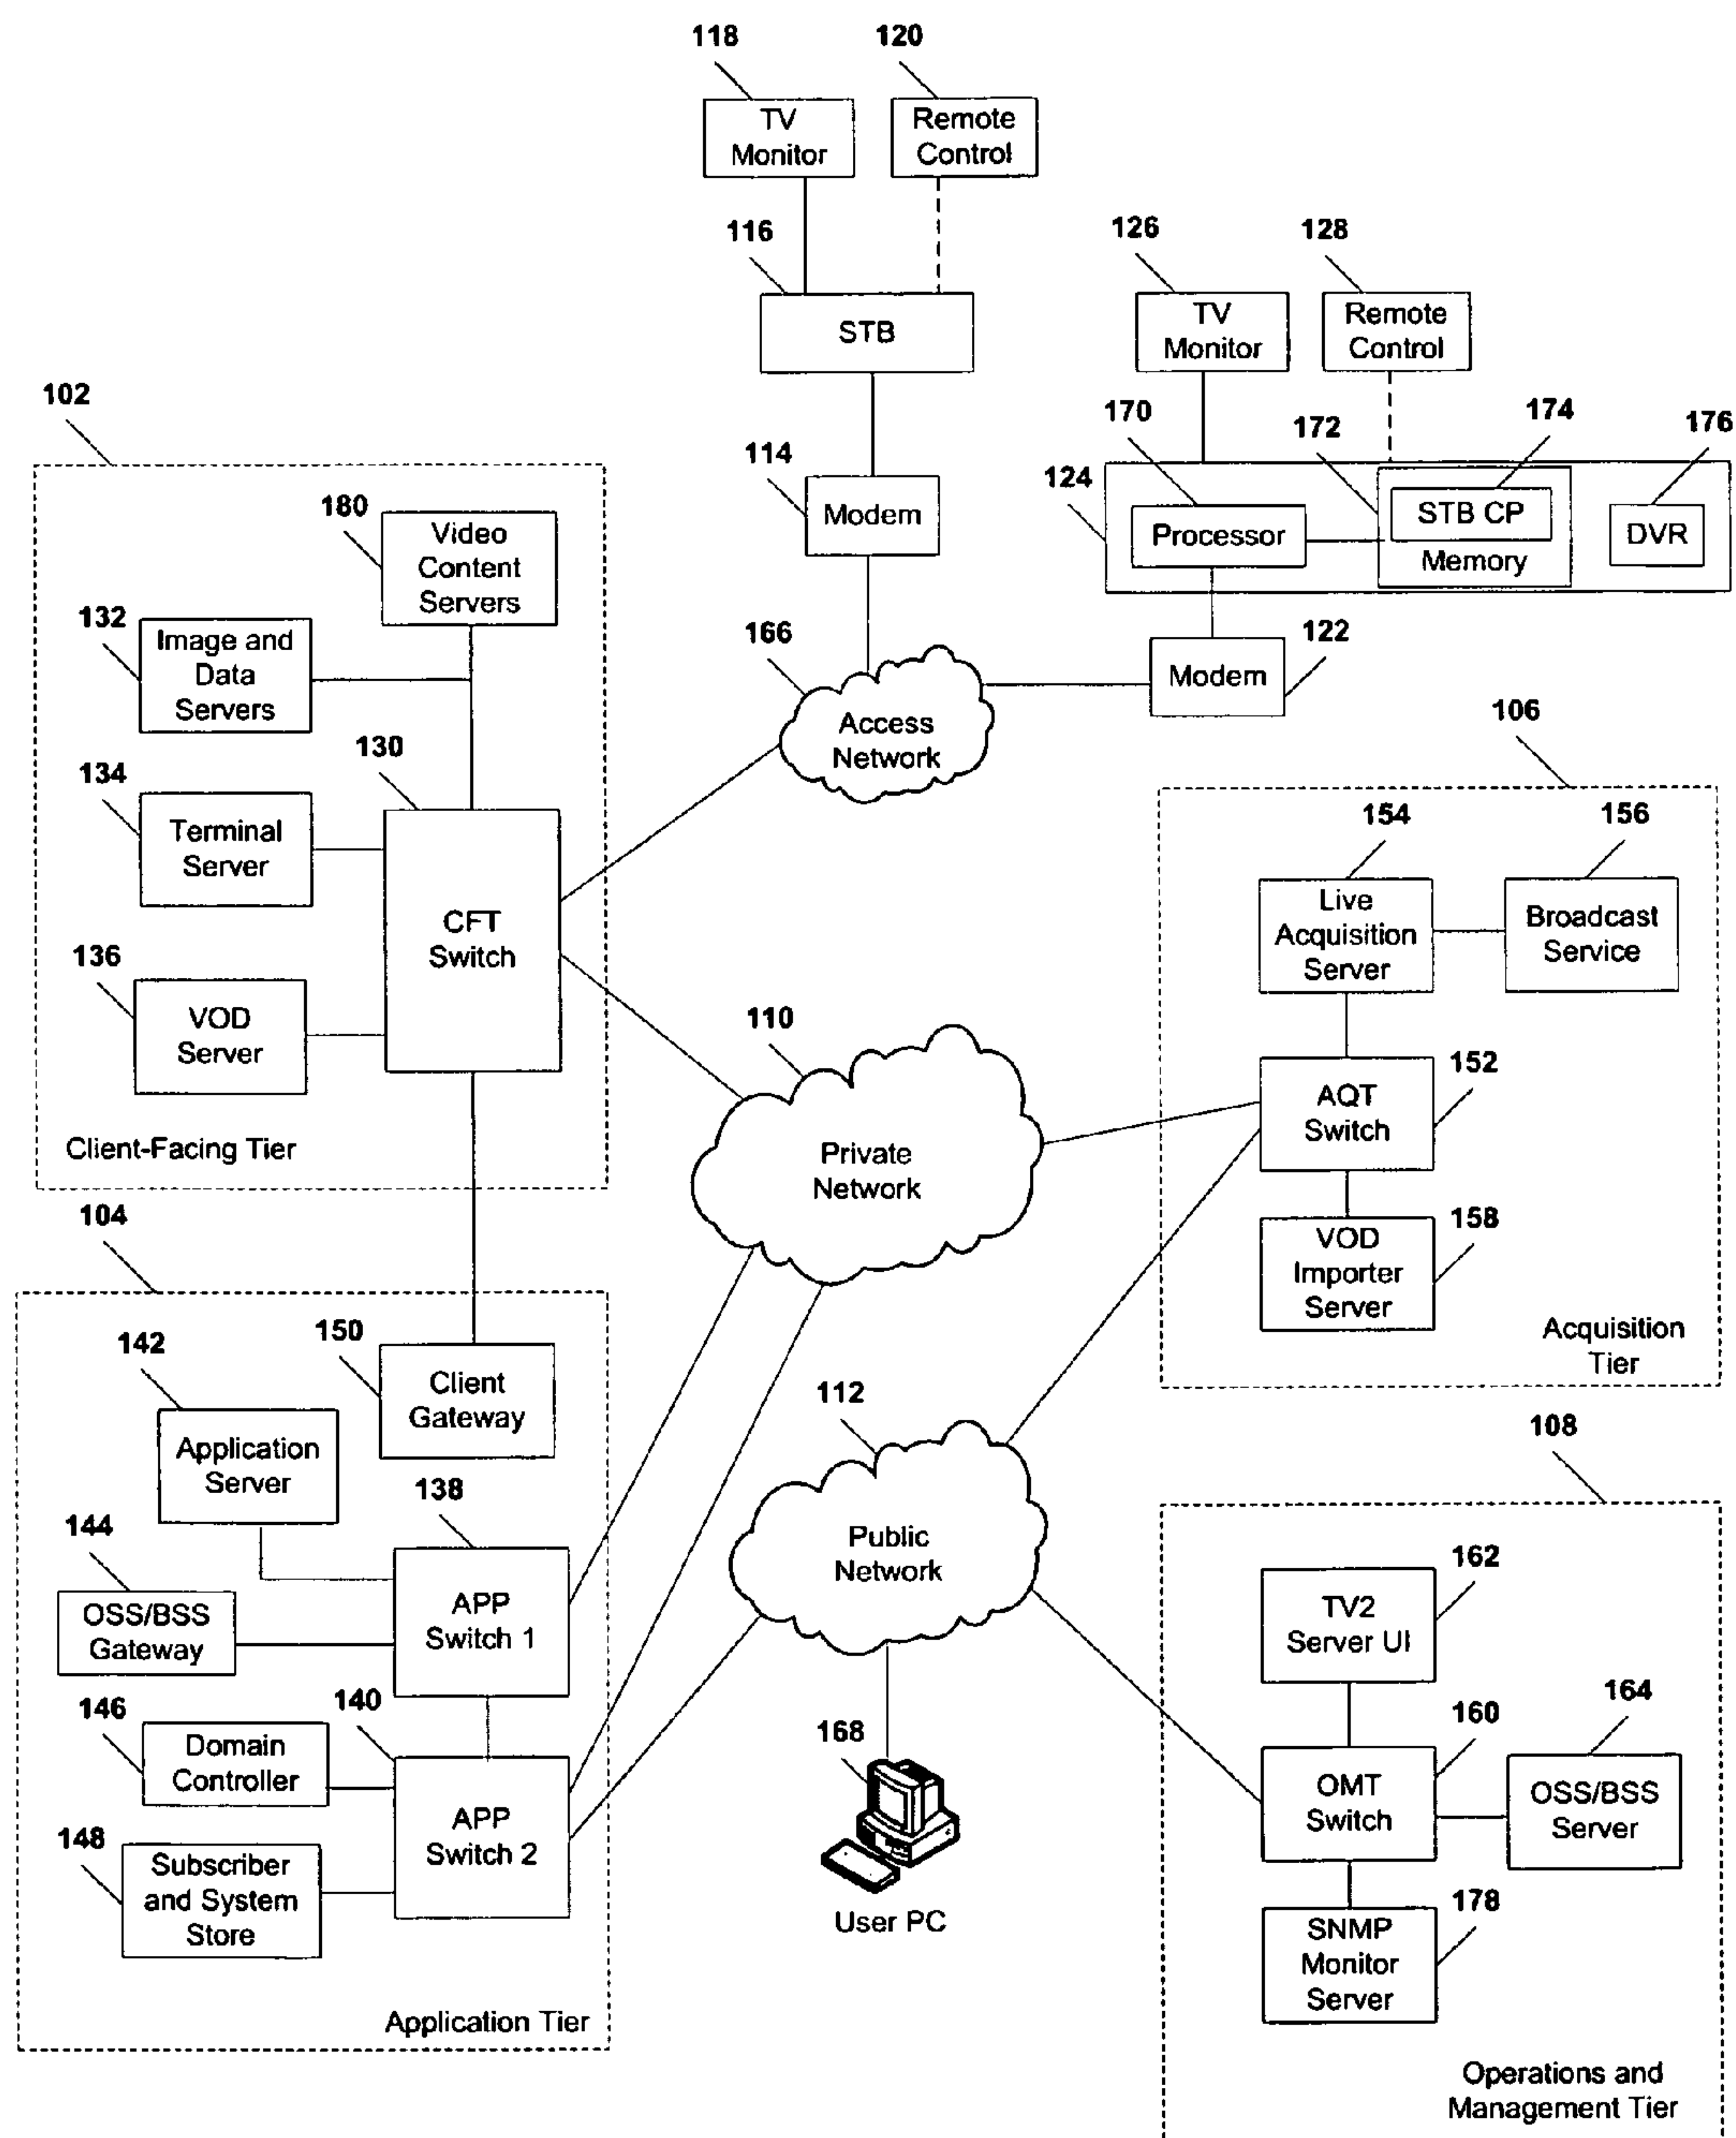 118
120
TV
Monitor
Remote
Control
116
STB
126
128
TV
Monitor
Remote
Control
102
114
Modem
170
172
174
176
124
Processor
STB CP
Memory
DVR
180
Video
Content
Servers
132
Image and
Data
Servers
166
Access
Network
122
Modem
106
130
134
Terminal
Server
CFT
Switch
136
VOD
Server
Client-Facing Tier
154
156
Live
Acquisition
Server
Broadcast
Service
110
Private
Network
152
AQT
Switch
158
VOD
Importer
Server
Acquisition
Tier
104
142
150
Client
Gateway
Application
Server
138
144
OSS/BSS
Gateway
APP
Switch 1
146
140
Domain
Controller
APP
Switch 2
148
Subscriber
and System
Store
Application Tier
112
Public
Network
168
User PC
108
162
TV2
Server UI
160
164
OMT
Switch
OSS/BSS
Server
178
SNMP
Monitor
Server
Operations and
Management Tier